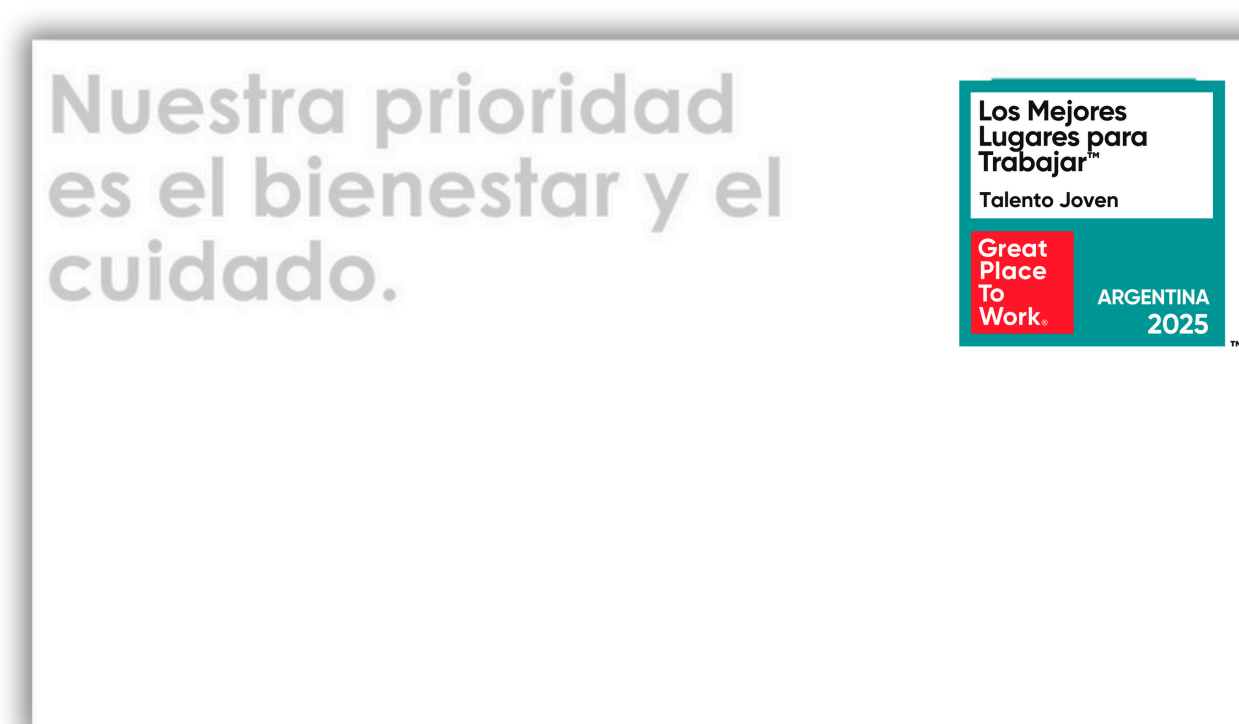 Nuestra prioridad
es el bienestar y el
cuidado.
Los Mejores
Lugares para
Trabajar™
Talento Joven
Great
Place
To
Work®
ARGENTINA
2025
™